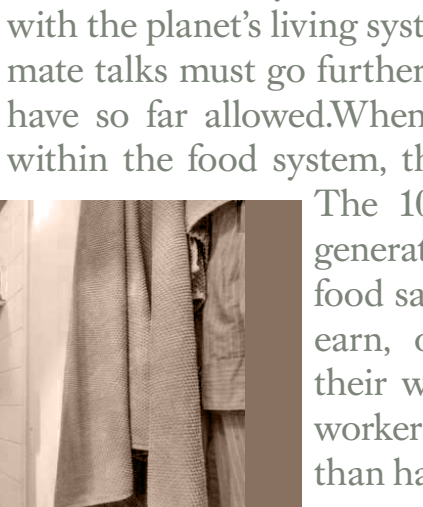 with the planet’s living syst
mate talks must go further
have so far allowed.When
within the food system, th
The 10
generat
food sa
earn, o
their w
worker
than ha